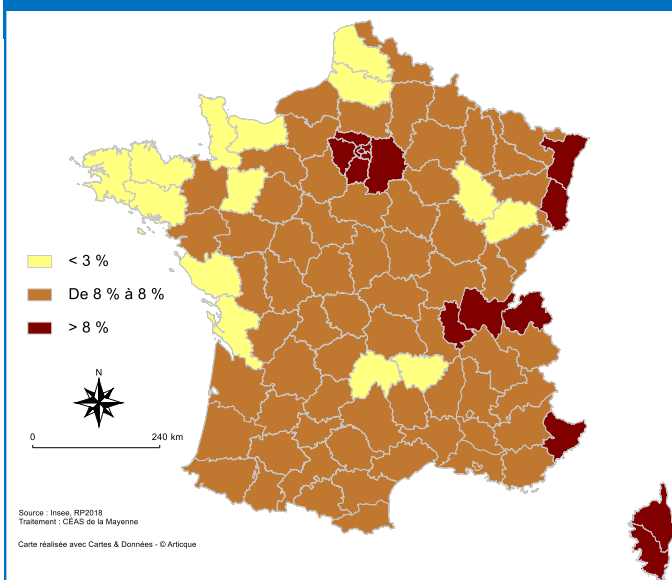 < 3 %
De 8 % à 8 %
> 8 %
N
0 240 km
Source : Insee, RP2018
Traitement : CÉAS de la Mayenne
Carte réalisée avec Cartes & Données - © Articque